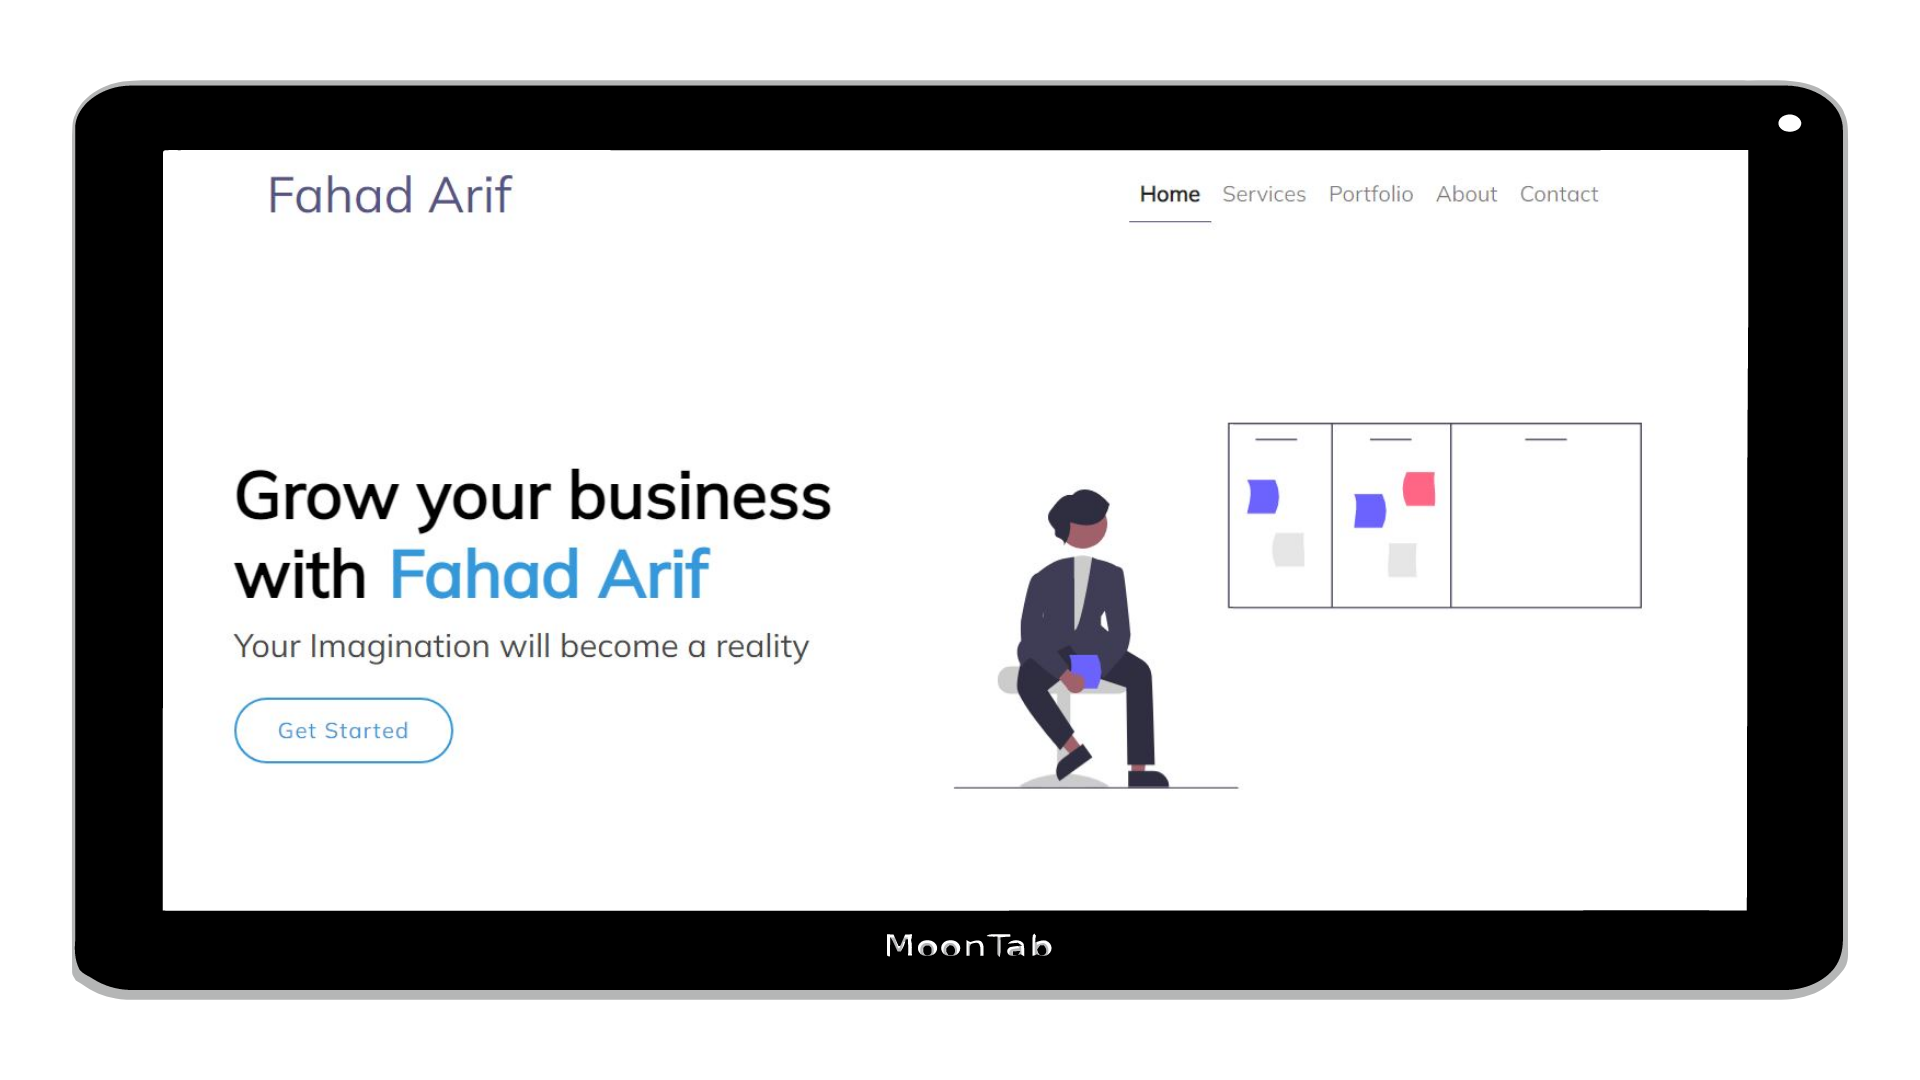 Fahad Arif
Home Services Portfolio About Contact
Grow your business
with Fahad Arif
Your Imagination will become a reality
Get Started
MoonTab